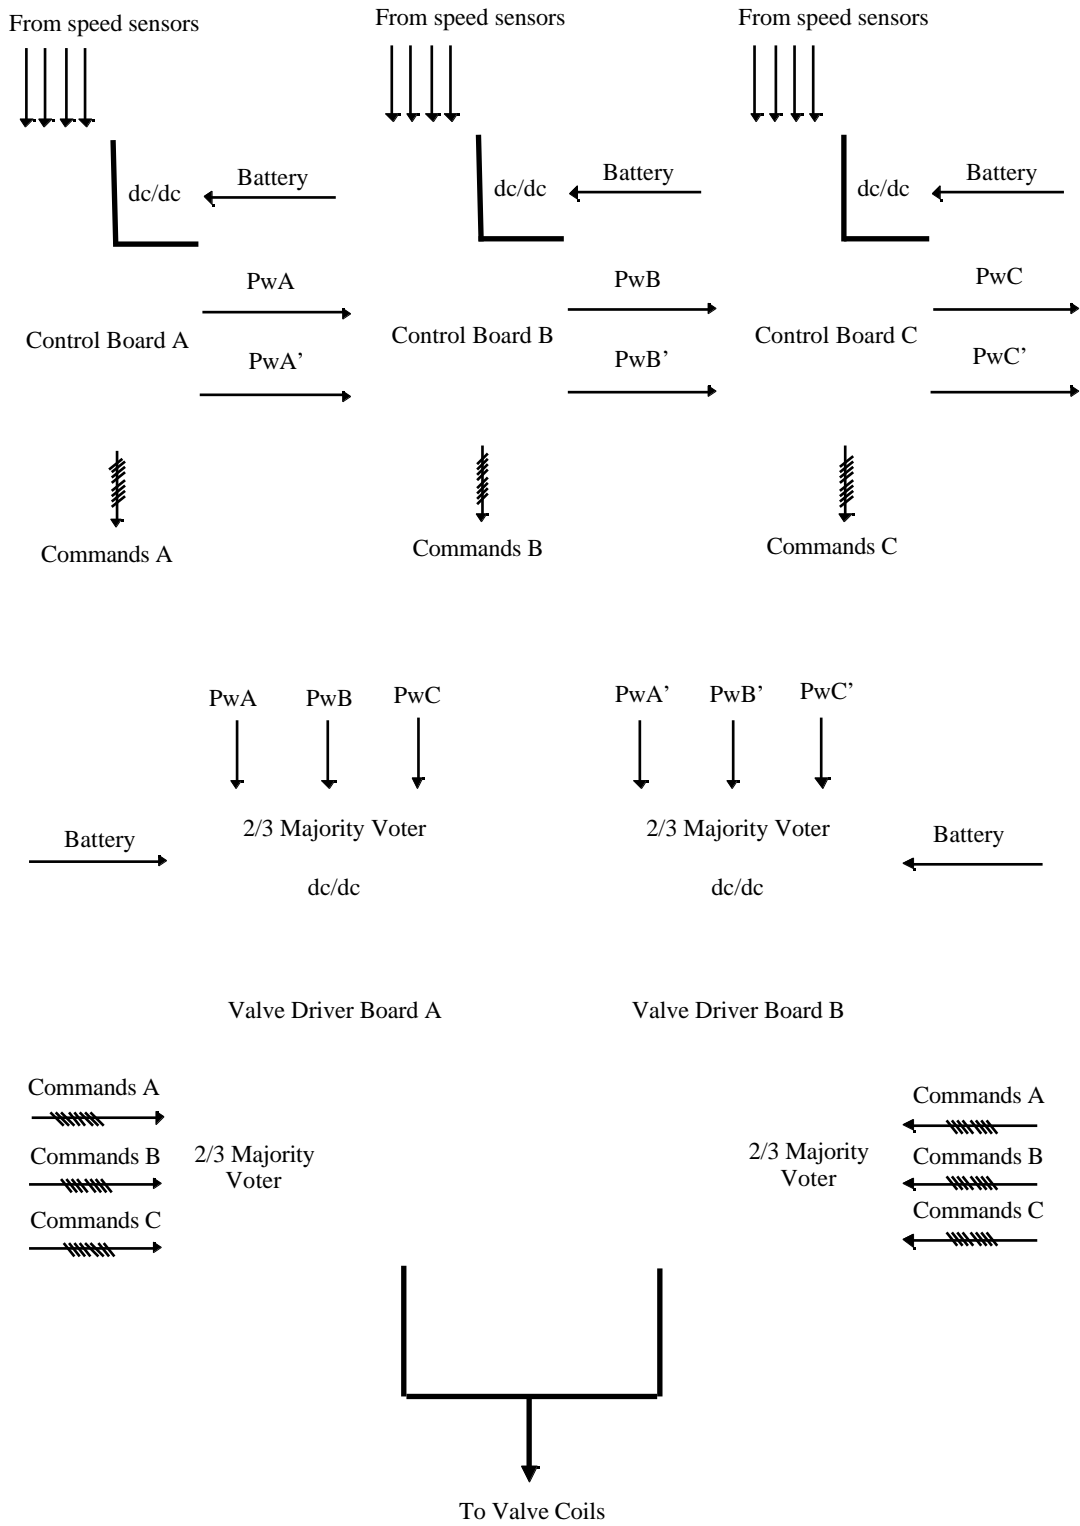 From speed sensors
From speed sensors
From speed sensors
dc/dc
Battery
dc/dc
Battery
dc/dc
Battery
PwA
PwB
PwC
Control Board A
Control Board B
Control Board C
PwA’
PwB’
PwC’
Commands A
Commands B
Commands C
PwA
PwB
PwC
PwA’
PwB’
PwC’
Battery
2/3 Majority Voter
2/3 Majority Voter
Battery
dc/dc
dc/dc
Valve Driver Board A
Valve Driver Board B
Commands A
Commands B
Commands C
2/3 Majority
Voter
2/3 Majority
Voter
Commands A
Commands B
Commands C
To Valve Coils